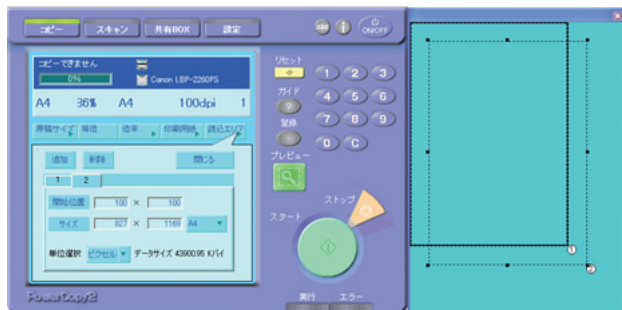 コピー スキャン 共有BOX 設定
ON/OFF
コピーできません
0% Canon LBP-2260PS
A4 86% A4 100dpi 1
原稿サイズ 等倍 倍率 印刷用紙 読込エリア
追加 削除 閉じる
1 2
開始位置 100 × 100
サイズ 827 × 1169 A4
単位選択 ピクセル データサイズ 43900.95 Kバイ
PowerCopy2
リセット
ガイド
登録
プレビュー
1 2 3
4 5 6
7 8 9
0 C
ストップ
スタート
実行 エラー
1
2